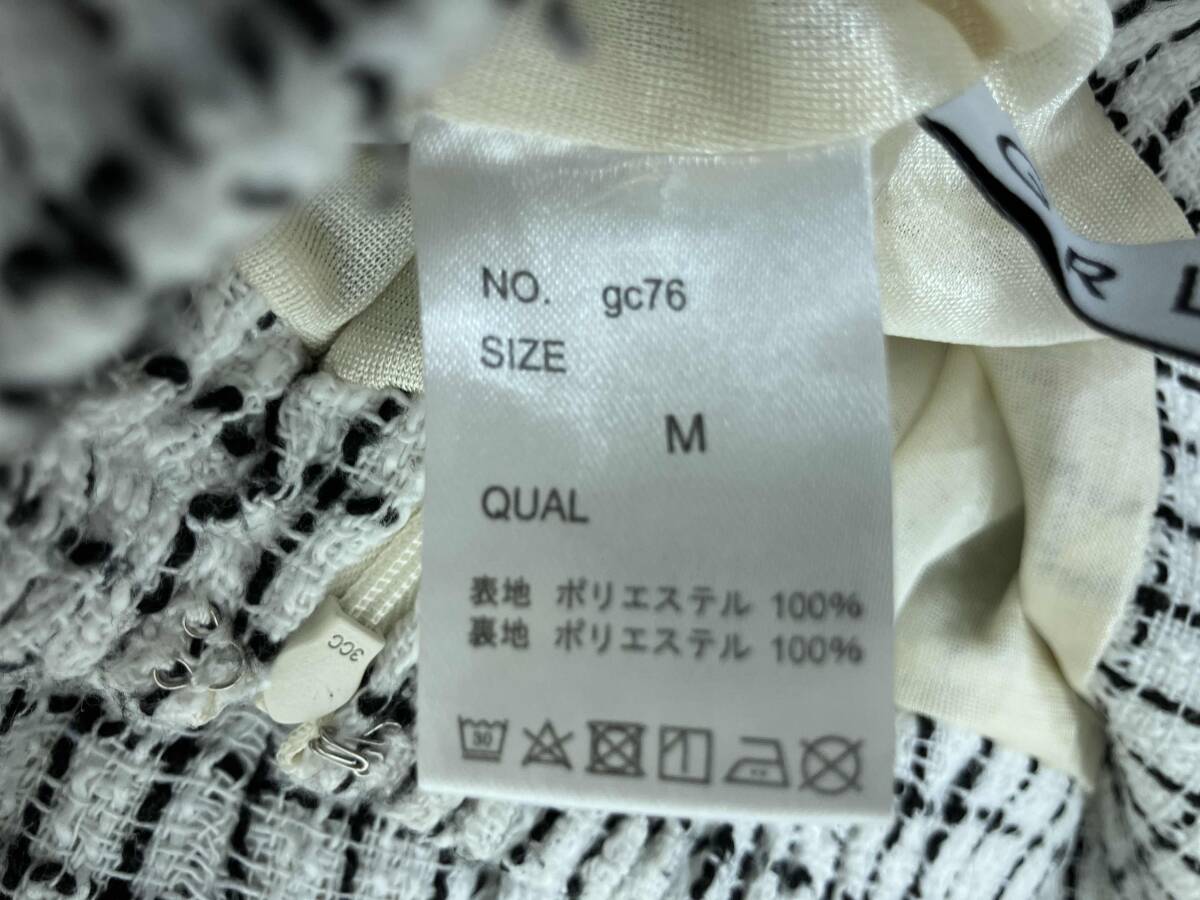 NO. gc76
SIZE
M
QUAL
表地 ポリエステル 100%
裏地 ポリエステル 100%
30
3CC
G R L